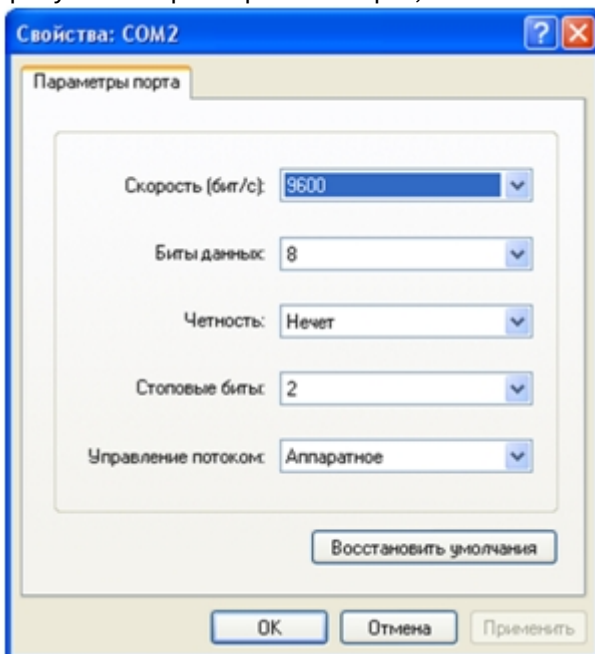 Свойства: COM2
Параметры порта
Скорость (бит/с): 9600
Биты данных: 8
Четность: Нечет
Стоповые биты: 2
Управление потоком: Аппаратное
Восстановить умолчания
OK Отмена Применить